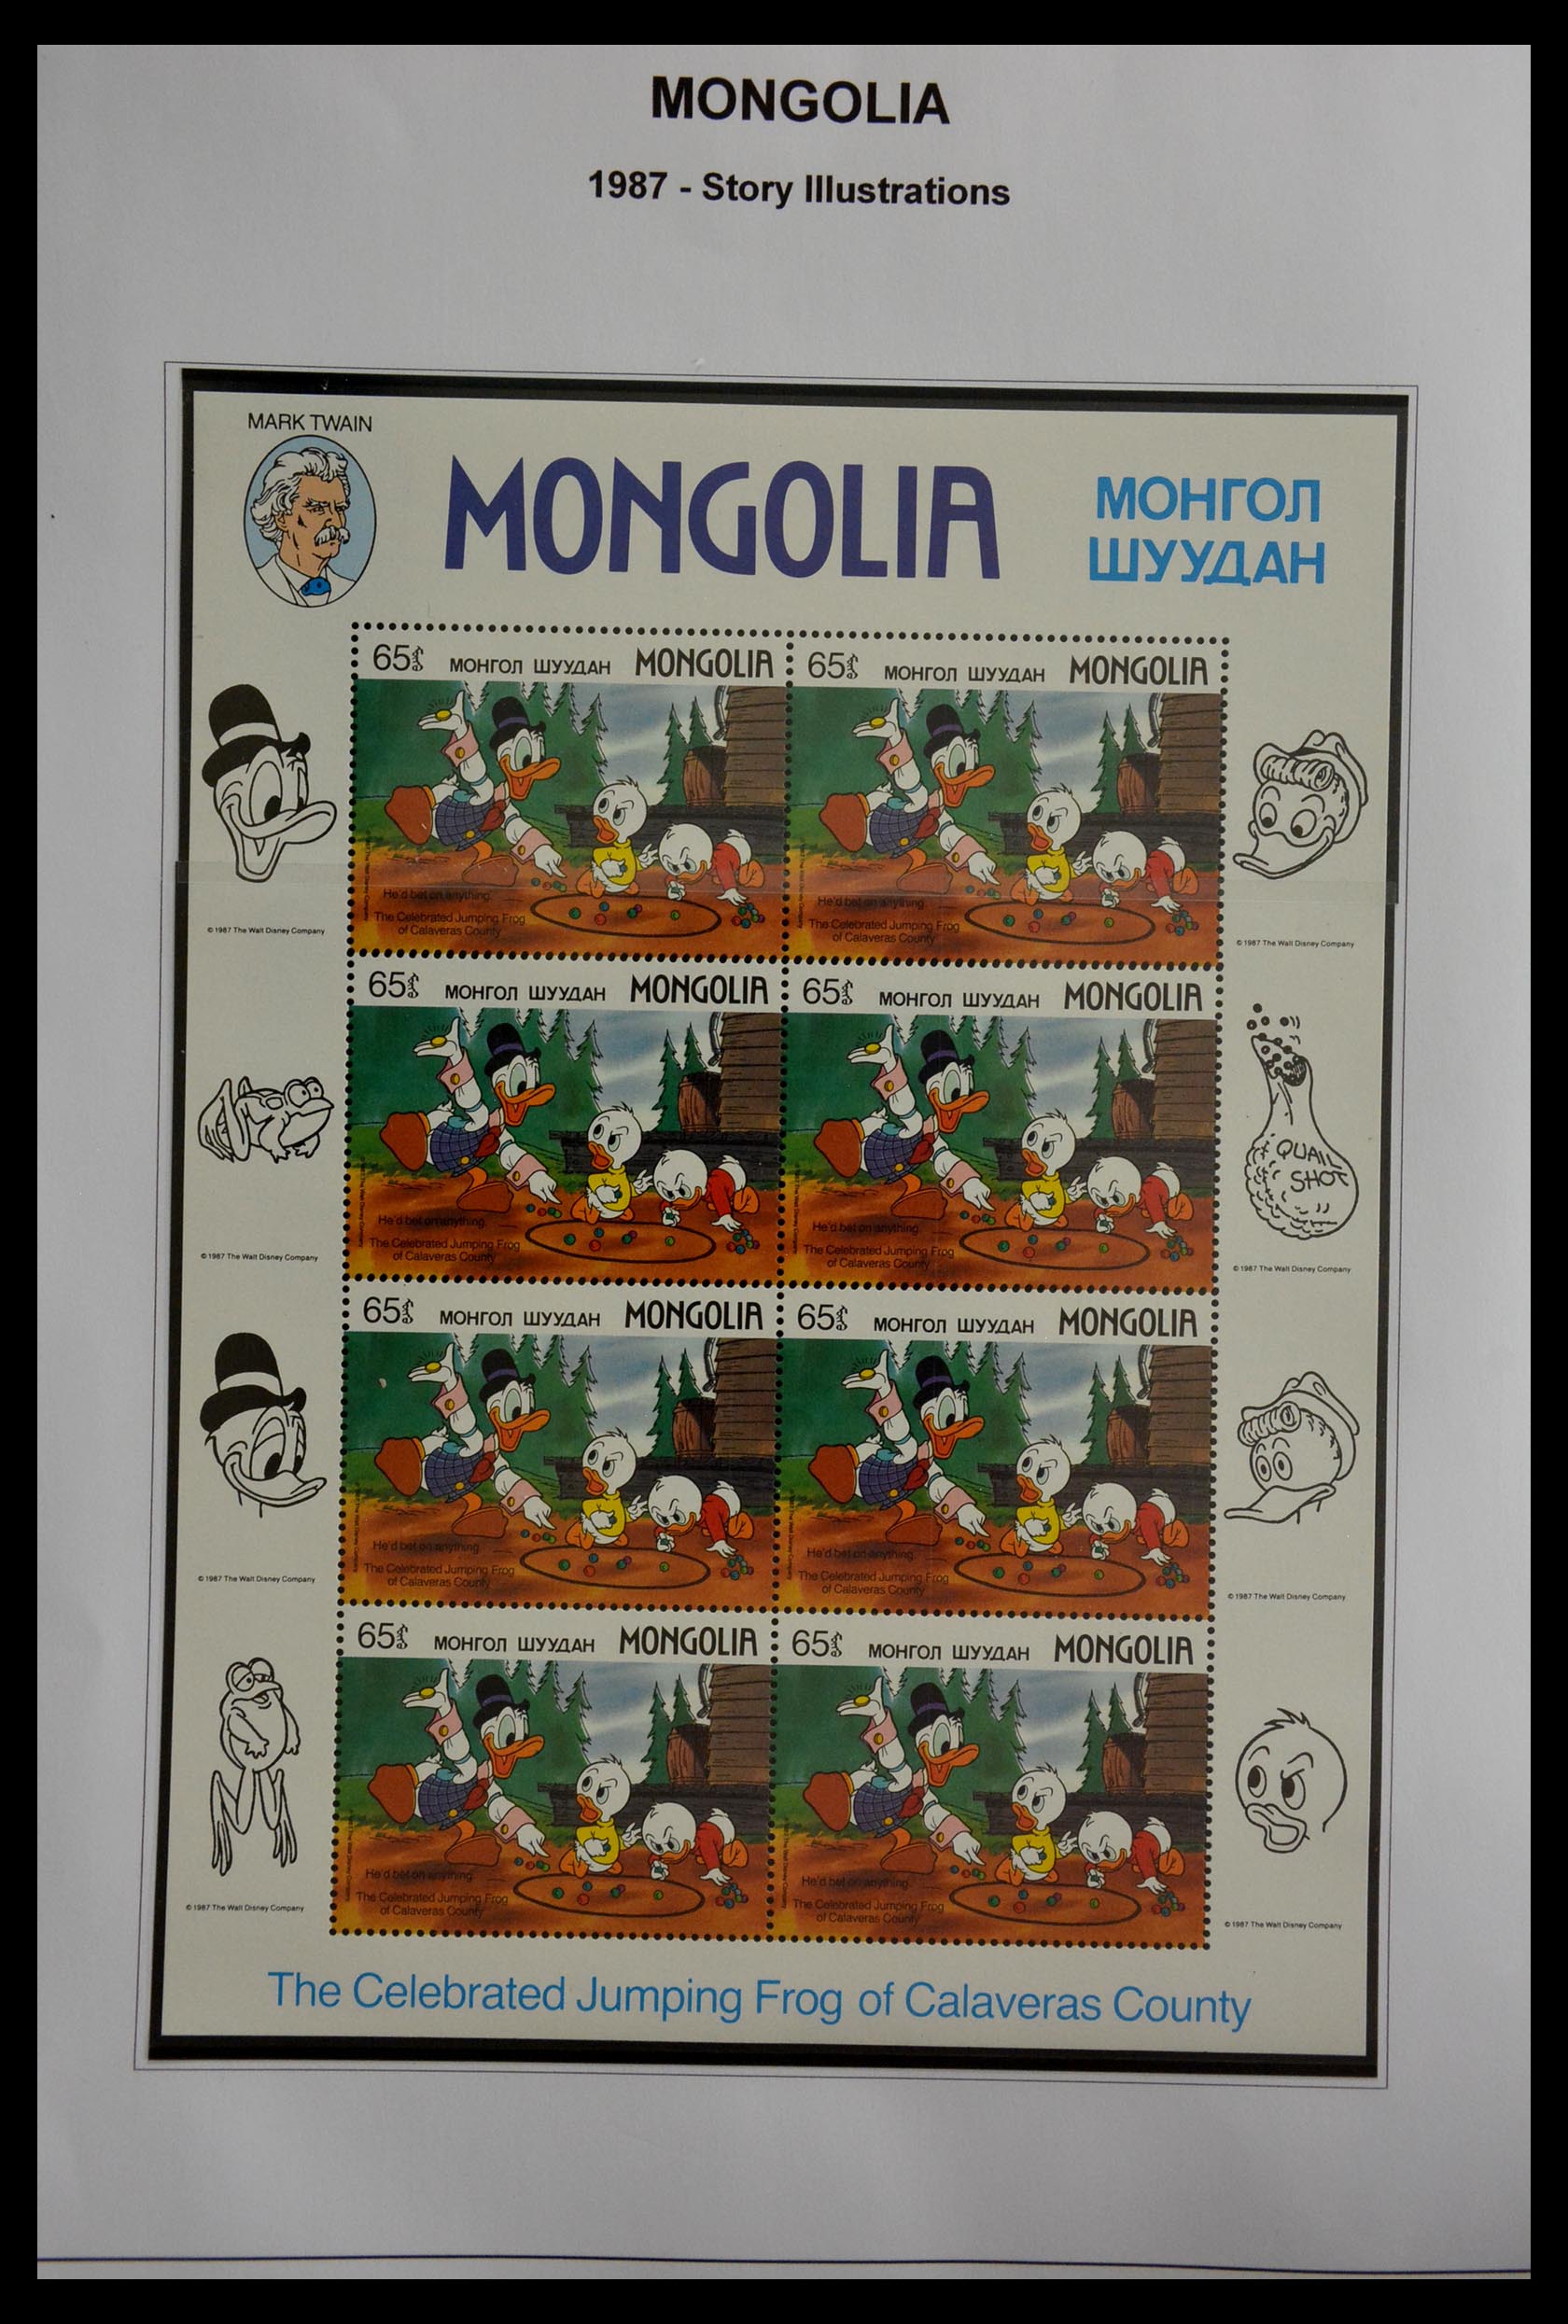 MONGOLIA
1987 - Story Illustrations
MARK TWAIN
MONGOLIA
МОНГОЛ
ШУУДАН
65 МОНГОЛ ШУУДАН MONGOLIA
He'd bet on anything.
The Celebrated Jumping Frog
of Calaveras County
65 МОНГОЛ ШУУДАН MONGOLIA
He'd bet on anything.
The Celebrated Jumping Frog
of Calaveras County
© 1987 The Walt Disney Company
© 1987 The Walt Disney Company
65 МОНГОЛ ШУУДАН MONGOLIA
He'd bet on anything.
The Celebrated Jumping Frog
of Calaveras County
65 МОНГОЛ ШУУДАН MONGOLIA
He'd bet on anything.
The Celebrated Jumping Frog
of Calaveras County
QUAIL
SHOT
© 1987 The Walt Disney Company
© 1987 The Walt Disney Company
65 МОНГОЛ ШУУДАН MONGOLIA
He'd bet on anything.
The Celebrated Jumping Frog
of Calaveras County
65 МОНГОЛ ШУУДАН MONGOLIA
He'd bet on anything.
The Celebrated Jumping Frog
of Calaveras County
© 1987 The Walt Disney Company
© 1987 The Walt Disney Company
65 МОНГОЛ ШУУДАН MONGOLIA
He'd bet on anything.
The Celebrated Jumping Frog
of Calaveras County
65 МОНГОЛ ШУУДАН MONGOLIA
He'd bet on anything.
The Celebrated Jumping Frog
of Calaveras County
© 1987 The Walt Disney Company
© 1987 The Walt Disney Company
The Celebrated Jumping Frog of Calaveras County